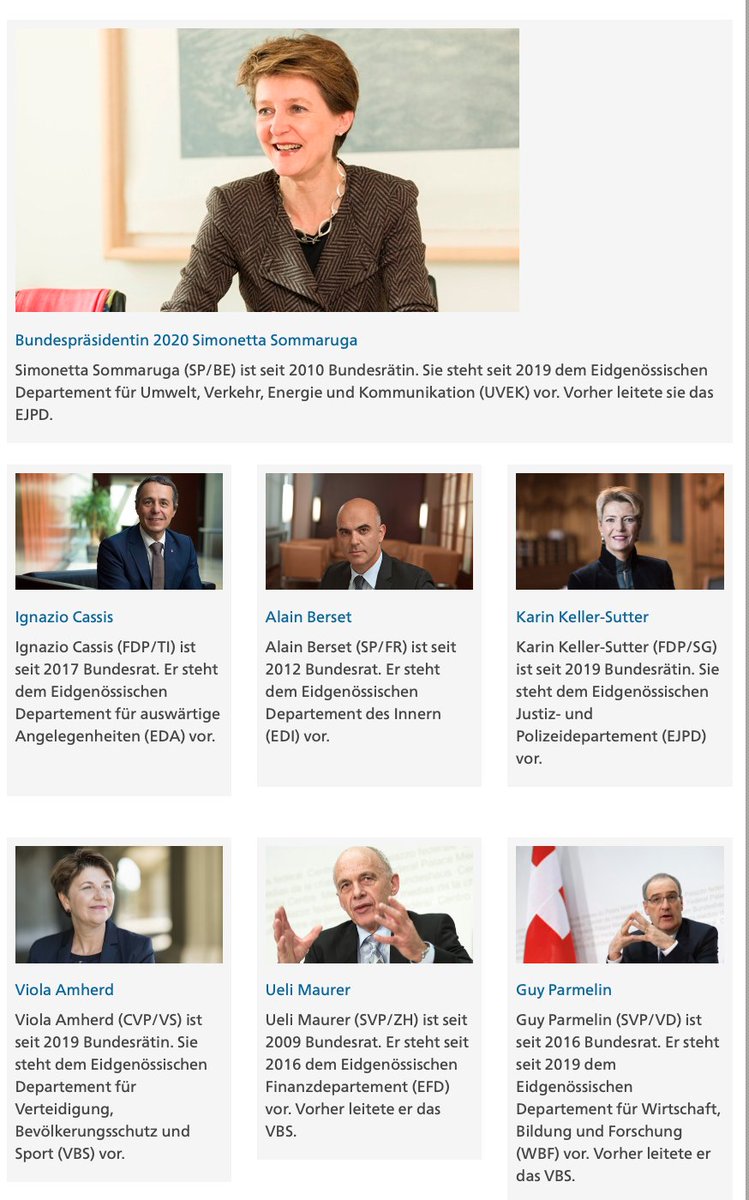 Bundespräsidentin 2020 Simonetta Sommaruga
Simonetta Sommaruga (SP/BE) ist seit 2010 Bundesrätin. Sie steht seit 2019 dem Eidgenössischen
Departement für Umwelt, Verkehr, Energie und Kommunikation (UVEK) vor. Vorher leitete sie das
EJPD.
Ignazio Cassis
Ignazio Cassis (FDP/TI) ist
seit 2017 Bundesrat. Er steht
dem Eidgenössischen
Departement für auswärtige
Angelegenheiten (EDA) vor.
Alain Berset
Alain Berset (SP/FR) ist seit
2012 Bundesrat. Er steht
dem Eidgenössischen
Departement des Innern
(EDI) vor.
Karin Keller-Sutter
Karin Keller-Sutter (FDP/SG)
ist seit 2019 Bundesrätin. Sie
steht dem Eidgenössischen
Justiz- und
Polizeidepartement (EJPD)
vor.
Viola Amherd
Viola Amherd (CVP/VS) ist
seit 2019 Bundesrätin. Sie
steht dem Eidgenössischen
Departement für
Verteidigung,
Bevölkerungsschutz und
Sport (VBS) vor.
Ueli Maurer
Ueli Maurer (SVP/ZH) ist seit
2009 Bundesrat. Er steht seit
2016 dem Eidgenössischen
Finanzdepartement (EFD)
vor. Vorher leitete er das
VBS.
Guy Parmelin
Guy Parmelin (SVP/VD) ist
seit 2016 Bundesrat. Er steht
seit 2019 dem
Eidgenössischen
Departement für Wirtschaft,
Bildung und Forschung
(WBF) vor. Vorher leitete er
das VBS.